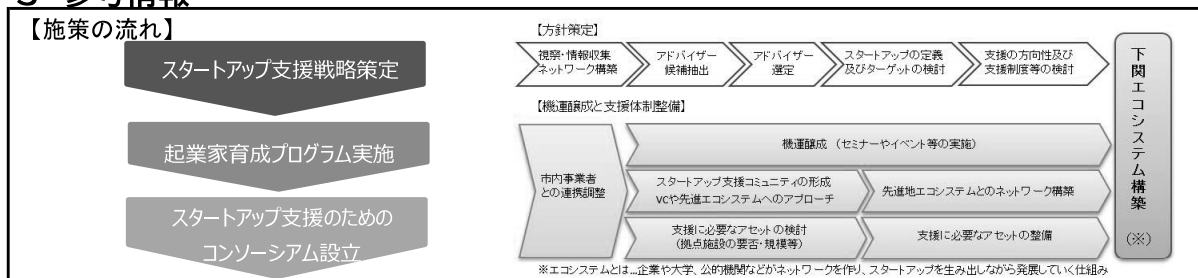 【施策の流れ】
スタートアップ支援戦略策定
起業家育成プログラム実施
スタートアップ支援のための
コンソーシアム設立
【方針策定】
視察・情報収集
ネットワーク構築
アドバイザー
候補抽出
アドバイザー
選定
スタートアップの定義
及びターゲットの検討
支援の方向性及び
支援制度等の検討
【機運醸成と支援体制整備】
市内事業者
との連携調整
機運醸成（セミナーやイベント等の実施）
スタートアップ支援コミュニティの形成
VCや先進エコシステムへのアプローチ
先進地エコシステムとのネットワーク構築
支援に必要なアセットの検討
（拠点施設の要否・規模等）
支援に必要なアセットの整備
下関エコシステム構築（※）
※エコシステムとは…企業や大学、公的機関などがネットワークを作り、スタートアップを生み出しながら発展していく仕組み